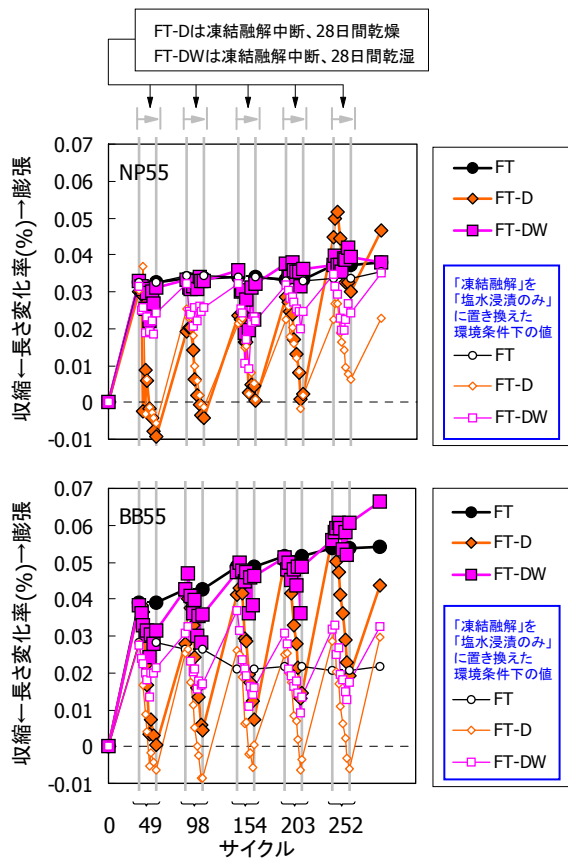 FT-Dは凍結融解中断、28日間乾燥
FT-DWは凍結融解中断、28日間乾湿
収縮←長さ変化率(%)→膨張
0.07
0.06
0.05
0.04
0.03
0.02
0.01
0
-0.01
NP55
FT
FT-D
FT-DW
「凍結融解」を
「塩水浸漬のみ」
に置き換えた
環境条件下の値
FT
FT-D
FT-DW
収縮←長さ変化率(%)→膨張
0.07
0.06
0.05
0.04
0.03
0.02
0.01
0
-0.01
BB55
FT
FT-D
FT-DW
「凍結融解」を
「塩水浸漬のみ」
に置き換えた
環境条件下の値
FT
FT-D
FT-DW
0 49 98 154 203 252
サイクル